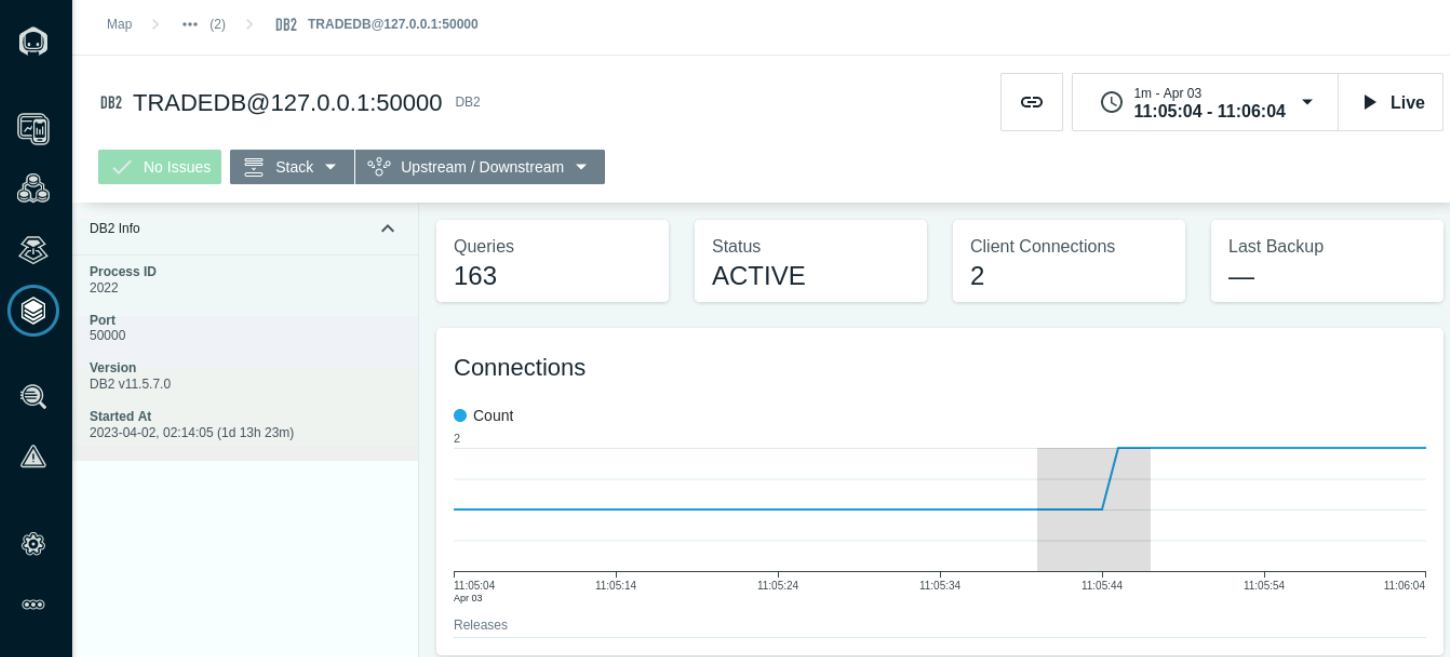 Map ••• (2) DB2 TRADEDB@127.0.0.1:50000
DB2 TRADEDB@127.0.0.1:50000 DB2
1m - Apr 03
11:05:04 - 11:06:04
Live
No Issues Stack Upstream / Downstream
DB2 Info
Process ID
2022
Port
50000
Version
DB2 v11.5.7.0
Started At
2023-04-02, 02:14:05 (1d 13h 23m)
Queries
163
Status
ACTIVE
Client Connections
2
Last Backup
—
Connections
Count
2
11:05:04 11:05:14 11:05:24 11:05:34 11:05:44 11:05:54 11:06:04
Apr 03
Releases